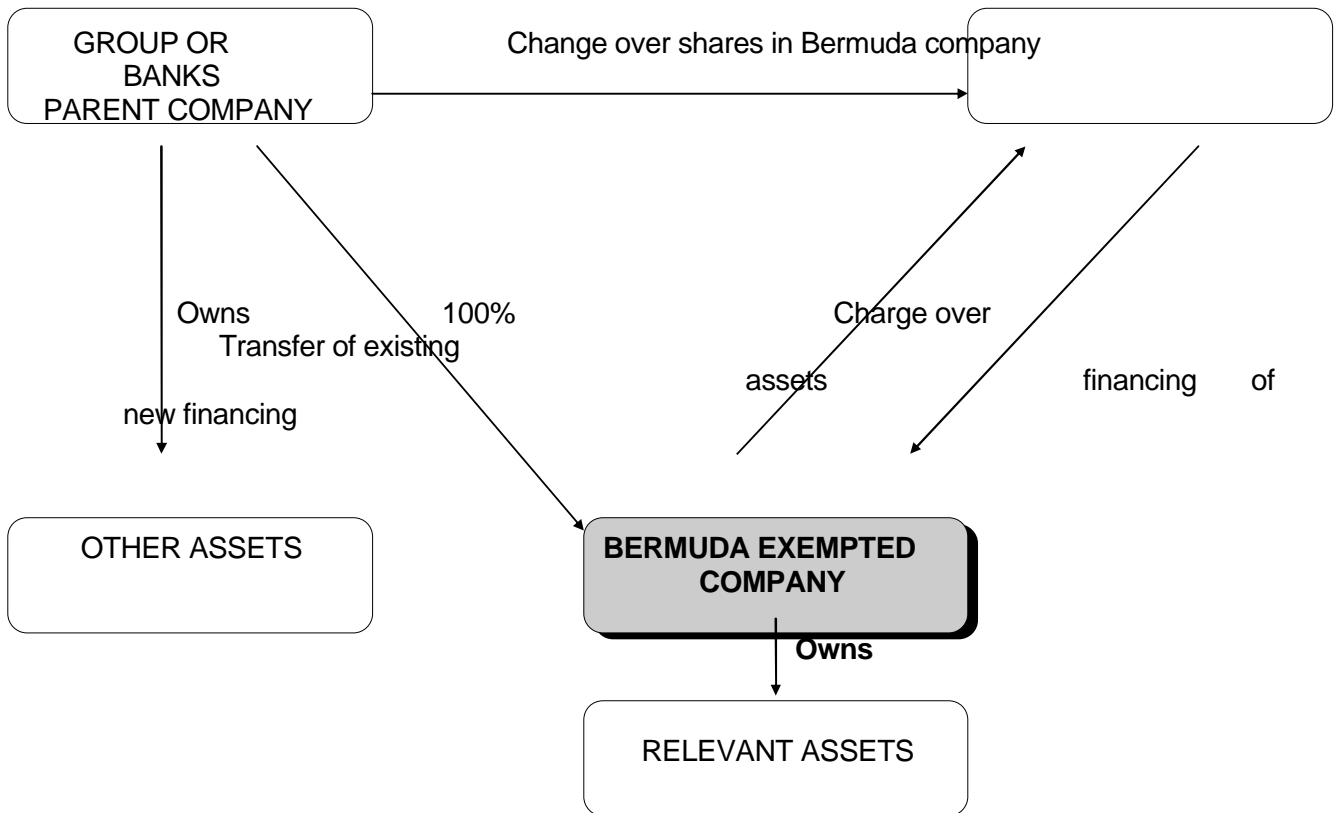 GROUP OR
BANKS
PARENT COMPANY
Change over shares in Bermuda company
Owns 100% Charge over
Transfer of existing
assets financing of
new financing
OTHER ASSETS
BERMUDA EXEMPTED
COMPANY
Owns
RELEVANT ASSETS